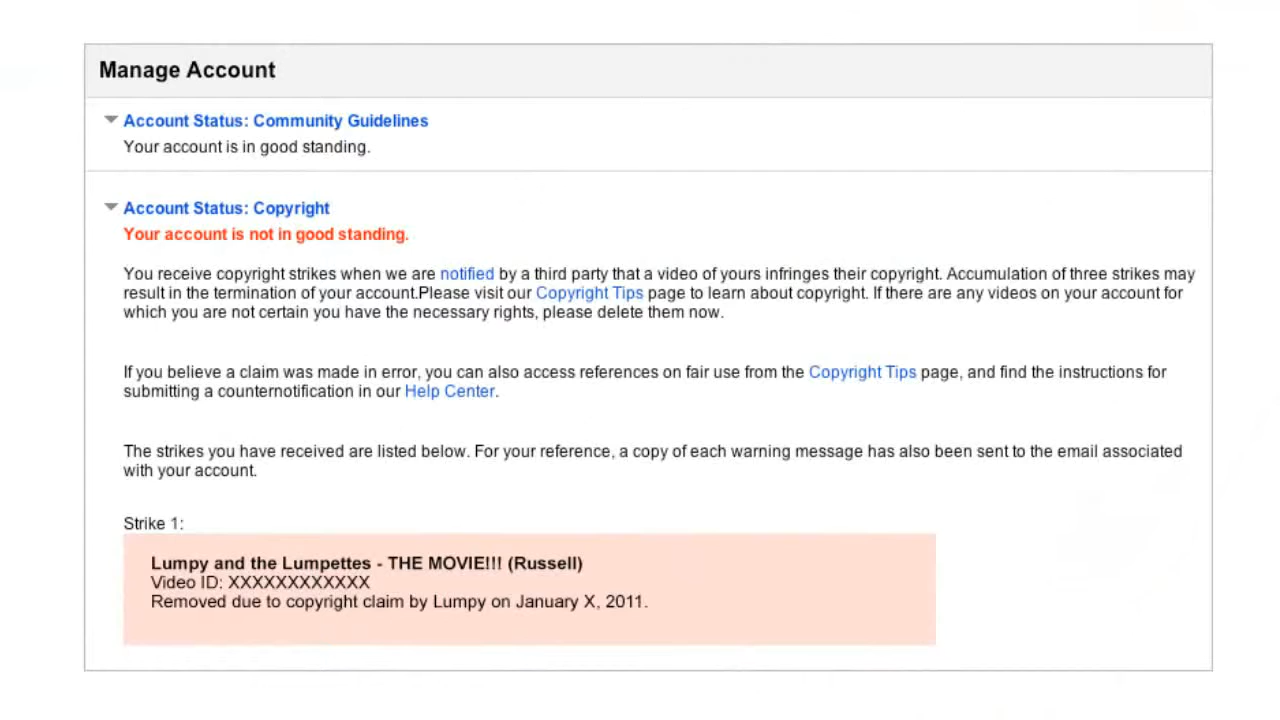 Manage Account
Account Status: Community Guidelines
Your account is in good standing.
Account Status: Copyright
Your account is not in good standing.
You receive copyright strikes when we are notified by a third party that a video of yours infringes their copyright. Accumulation of three strikes may
result in the termination of your account.Please visit our Copyright Tips page to learn about copyright. If there are any videos on your account for
which you are not certain you have the necessary rights, please delete them now.
If you believe a claim was made in error, you can also access references on fair use from the Copyright Tips page, and find the instructions for
submitting a counternotification in our Help Center.
The strikes you have received are listed below. For your reference, a copy of each warning message has also been sent to the email associated
with your account.
Strike 1:
Lumpy and the Lumpettes - THE MOVIE!!! (Russell)
Video ID: XXXXXXXXXXXX
Removed due to copyright claim by Lumpy on January X, 2011.